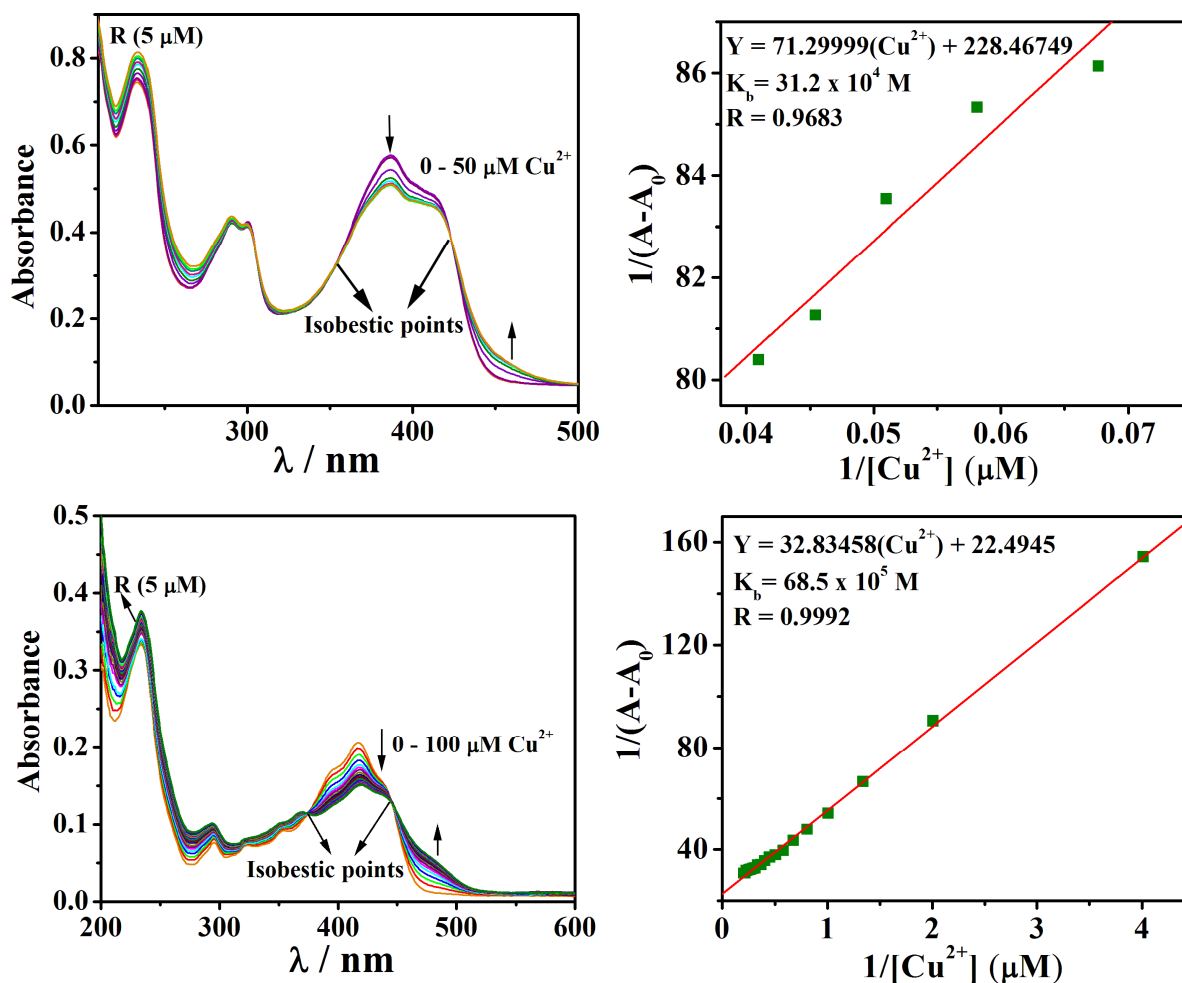 R (5 μM)
0 - 50 μM Cu²⁺
Isobestic points
Absorbance
0.8
0.6
0.4
0.2
0.0
300
400
500
λ / nm
Y = 71.29999(Cu²⁺) + 228.46749
K_b = 31.2 x 10⁴ M
R = 0.9683
1/(A-A₀)
86
84
82
80
0.04
0.05
0.06
0.07
1/[Cu²⁺] (μM)
R (5 μM)
0 - 100 μM Cu²⁺
Isobestic points
Absorbance
0.5
0.4
0.3
0.2
0.1
0.0
200
300
400
500
600
λ / nm
Y = 32.83458(Cu²⁺) + 22.4945
K_b = 68.5 x 10⁵ M
R = 0.9992
1/(A-A₀)
160
120
80
40
0
1
2
3
4
1/[Cu²⁺] (μM)